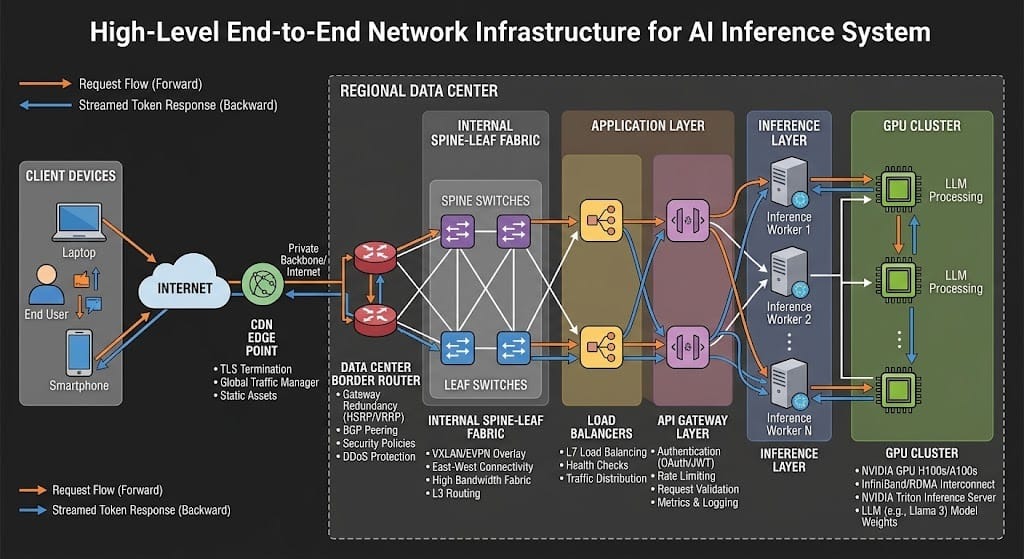 High-Level End-to-End Network Infrastructure for AI Inference System
Request Flow (Forward)
Streamed Token Response (Backward)
REGIONAL DATA CENTER
INTERNAL
SPINE-LEAF FABRIC
APPLICATION LAYER
INFERENCE
LAYER
GPU CLUSTER
CLIENT DEVICES
Laptop
End User
Smartphone
INTERNET
Private
Backbone/
Internet
CDN
EDGE
POINT
• TLS Termination
• Global Traffic Manager
• Static Assets
DATA CENTER
BORDER ROUTER
• Gateway
Redundancy
(HSRP/VRRP)
• BGP Peering
• Security Policies
• DDoS Protection
SPINE SWITCHES
LEAF SWITCHES
INTERNAL SPINE-LEAF
FABRIC
• VXLAN/EVPN Overlay
• East-West Connectivity
• High Bandwidth Fabric
• L3 Routing
LOAD
BALANCERS
• L7 Load Balancing
• Health Checks
• Traffic Distribution
API GATEWAY
LAYER
• Authentication
(OAuth/JWT)
• Rate Limiting
• Request Validation
• Metrics & Logging
Inference
Worker 1
Inference
Worker 2
Inference
Worker N
INFERENCE
LAYER
LLM
Processing
LLM
Processing
GPU CLUSTER
• NVIDIA GPU H100s/A100s
• InfiniBand/RDMA Interconnect
• NVIDIA Triton Inference Server
• LLM (e.g., Llama 3) Model
Weights
Request Flow (Forward)
Streamed Token Response (Backward)